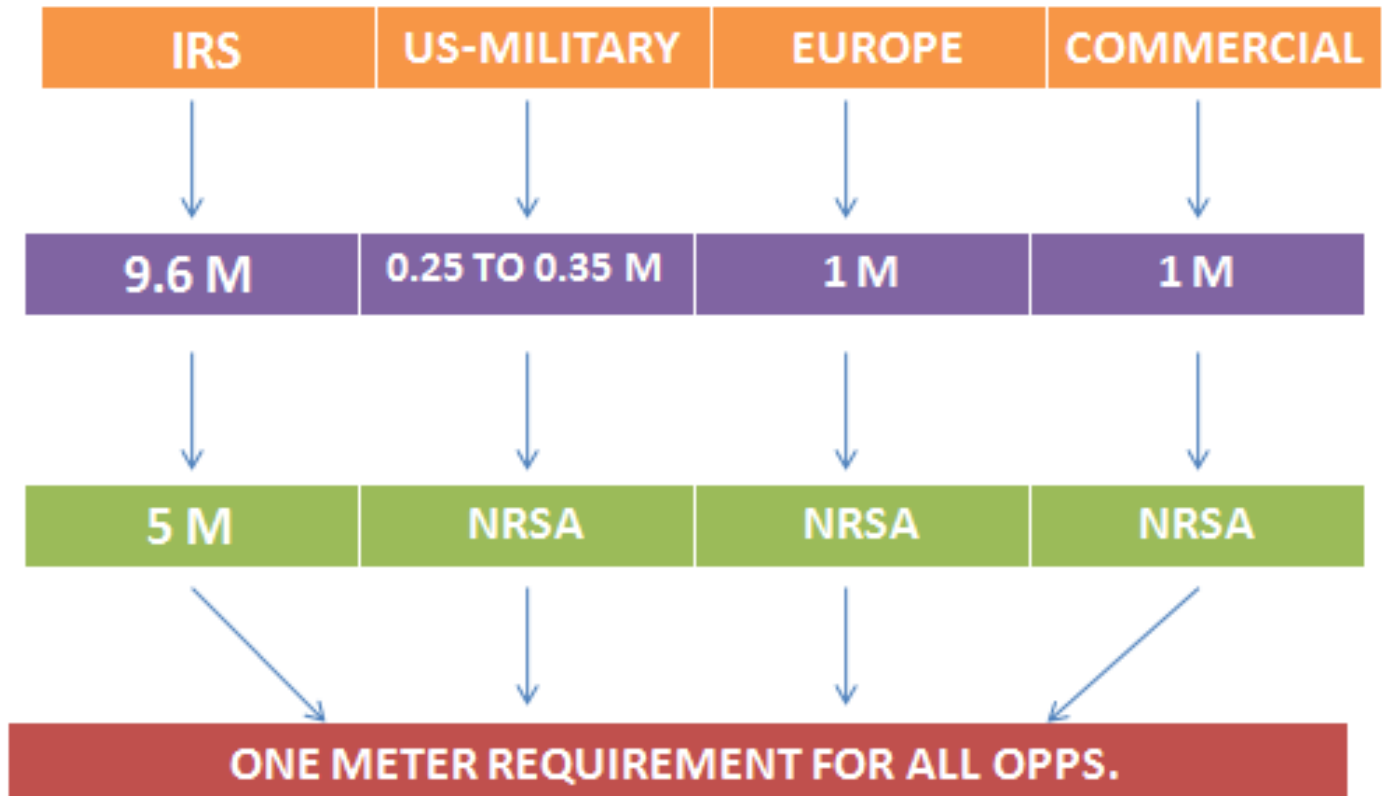 IRS US-MILITARY EUROPE COMMERCIAL
9.6 M 0.25 TO 0.35 M 1 M 1 M
5 M NRSA NRSA NRSA
ONE METER REQUIREMENT FOR ALL OPPS.